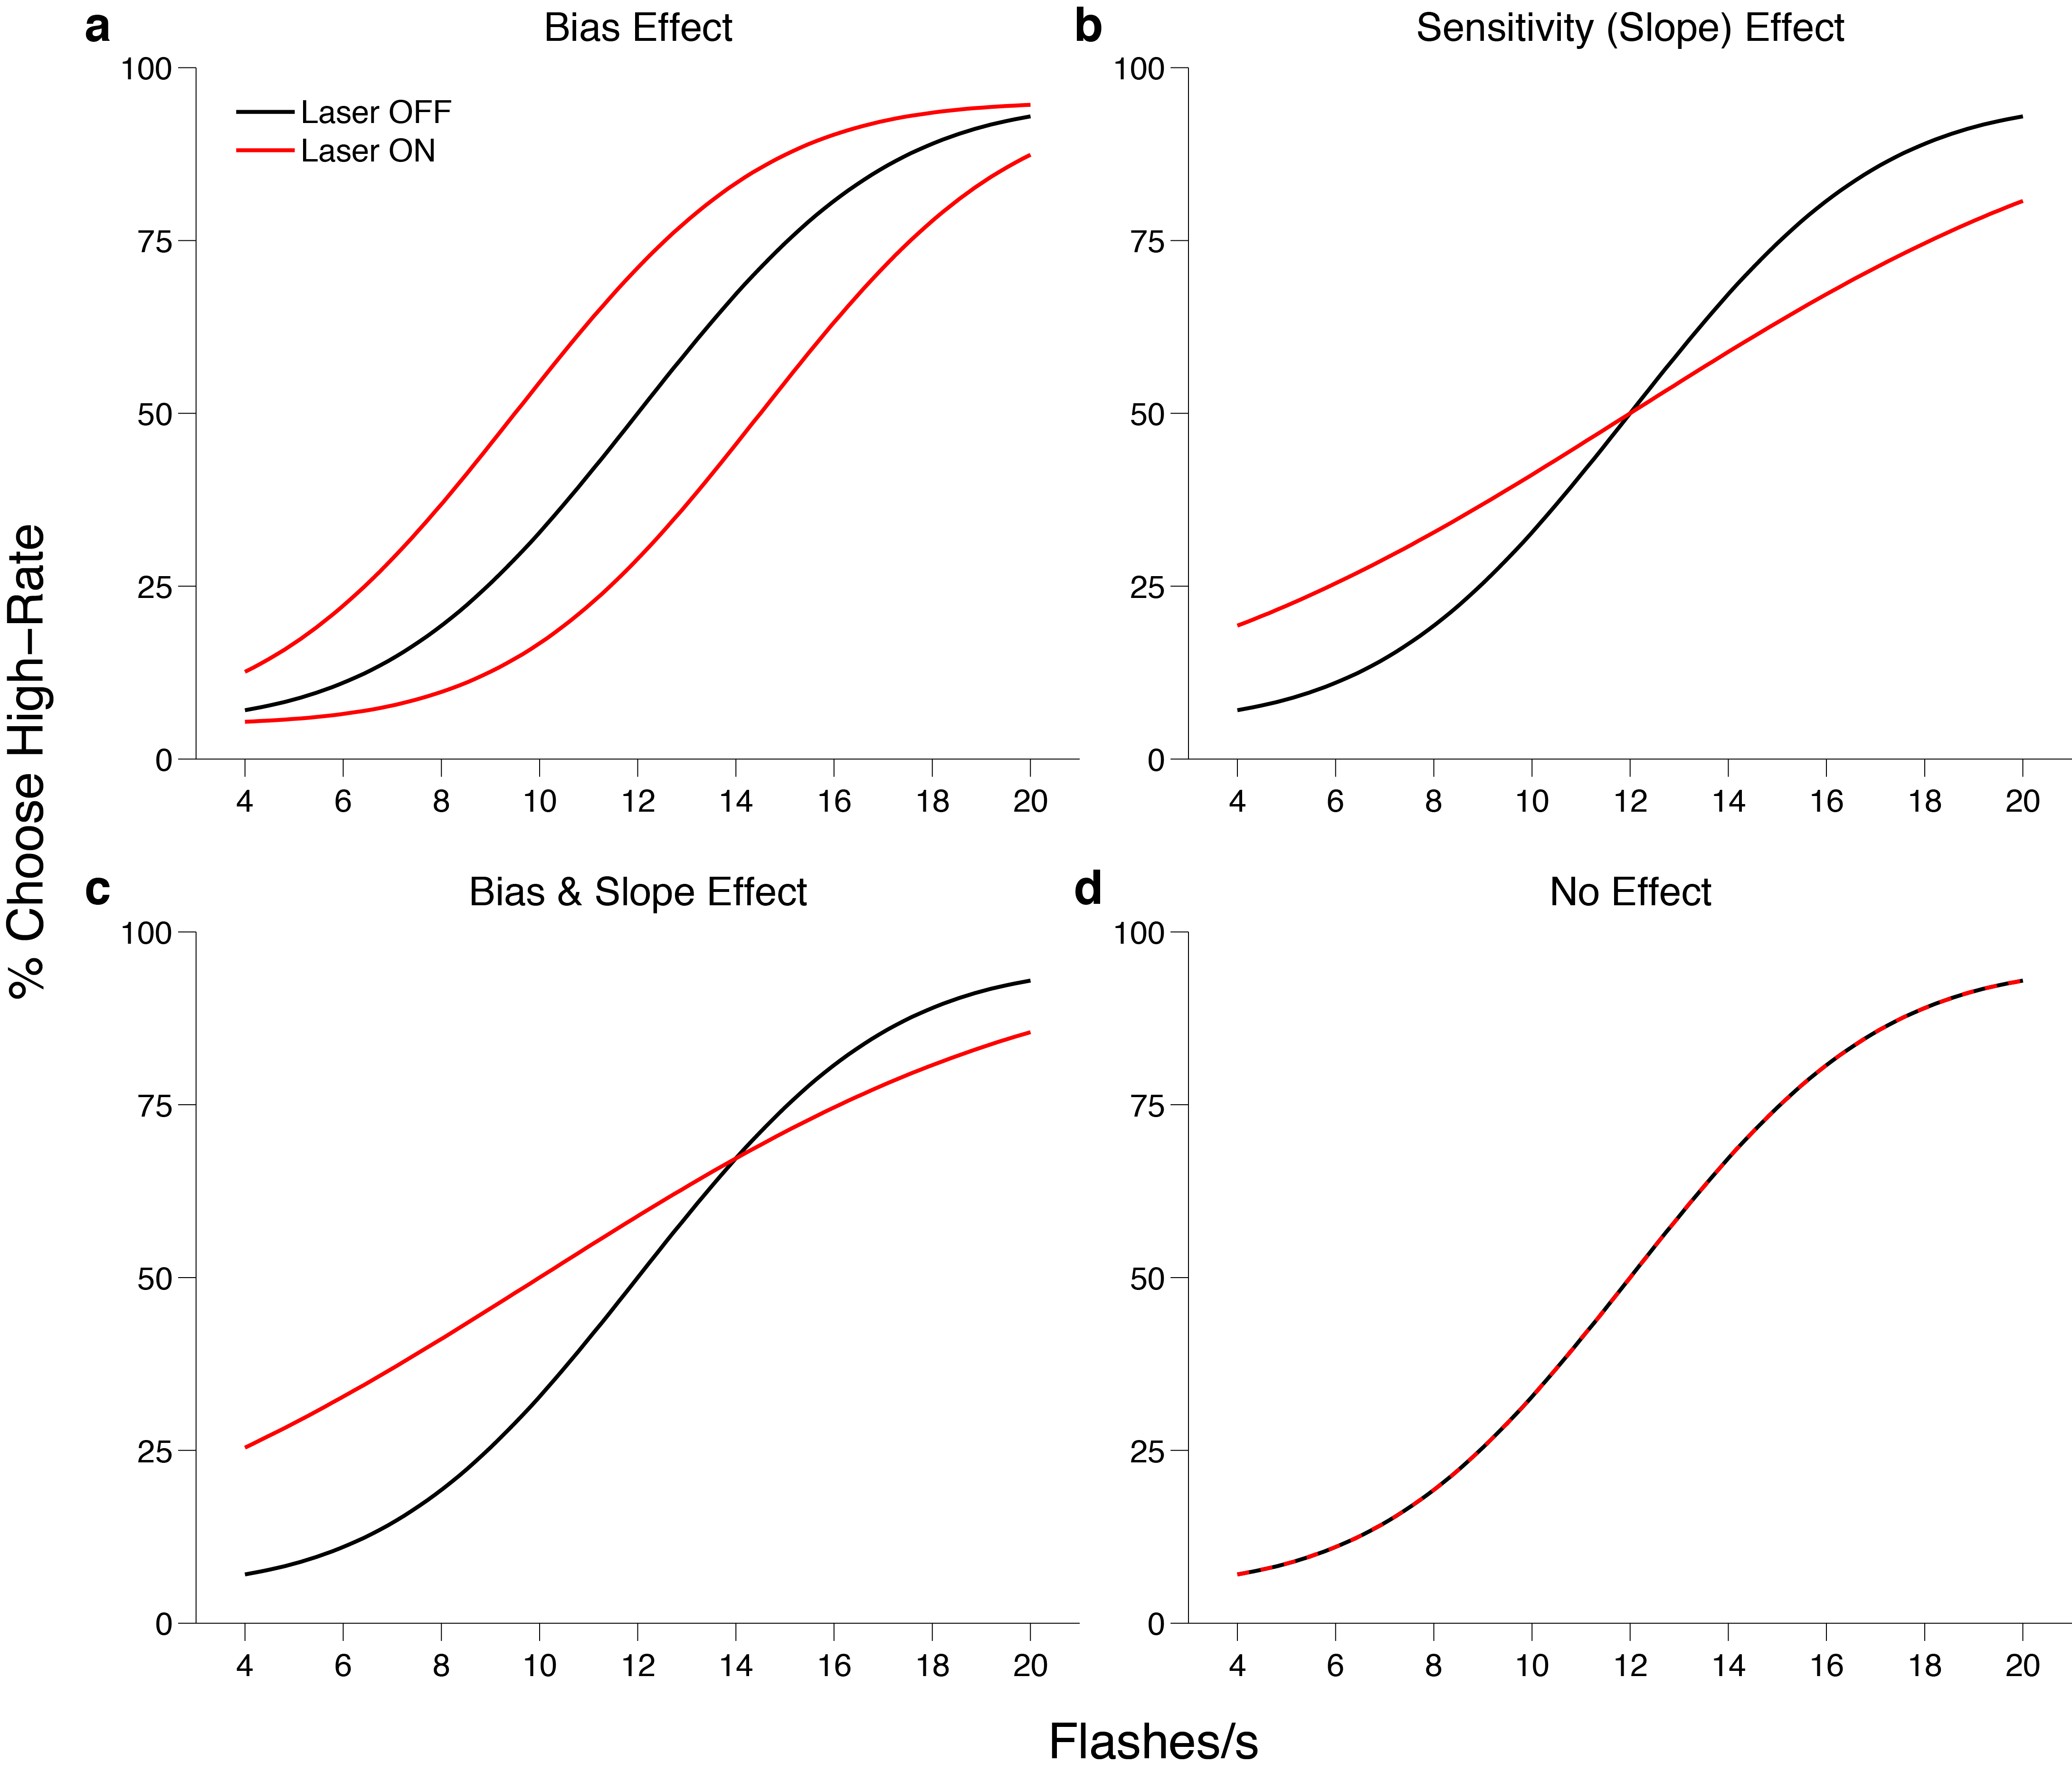 % Choose High–Rate
a
Bias Effect
100
75
50
25
0
Laser OFF
Laser ON
4 6 8 10 12 14 16 18 20
b
Sensitivity (Slope) Effect
100
75
50
25
0
4 6 8 10 12 14 16 18 20
c
Bias & Slope Effect
100
75
50
25
0
4 6 8 10 12 14 16 18 20
d
No Effect
100
75
50
25
0
4 6 8 10 12 14 16 18 20
Flashes/s